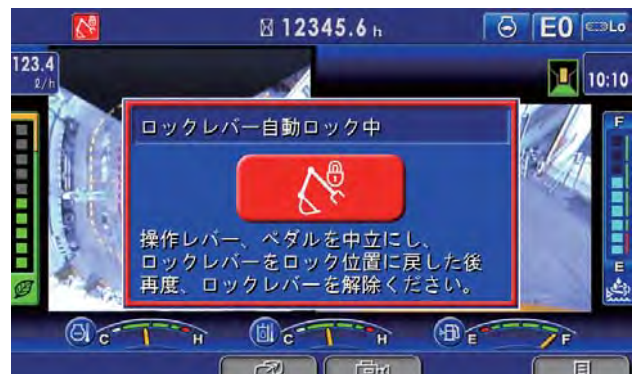 12345.6 h
E0
Lo
123.4
ℓ/h
10:10
ロックレバー自動ロック中
操作レバー、ペダルを中立にし、
ロックレバーをロック位置に戻した後
再度、ロックレバーを解除ください。
F
E
C H
C H
E F